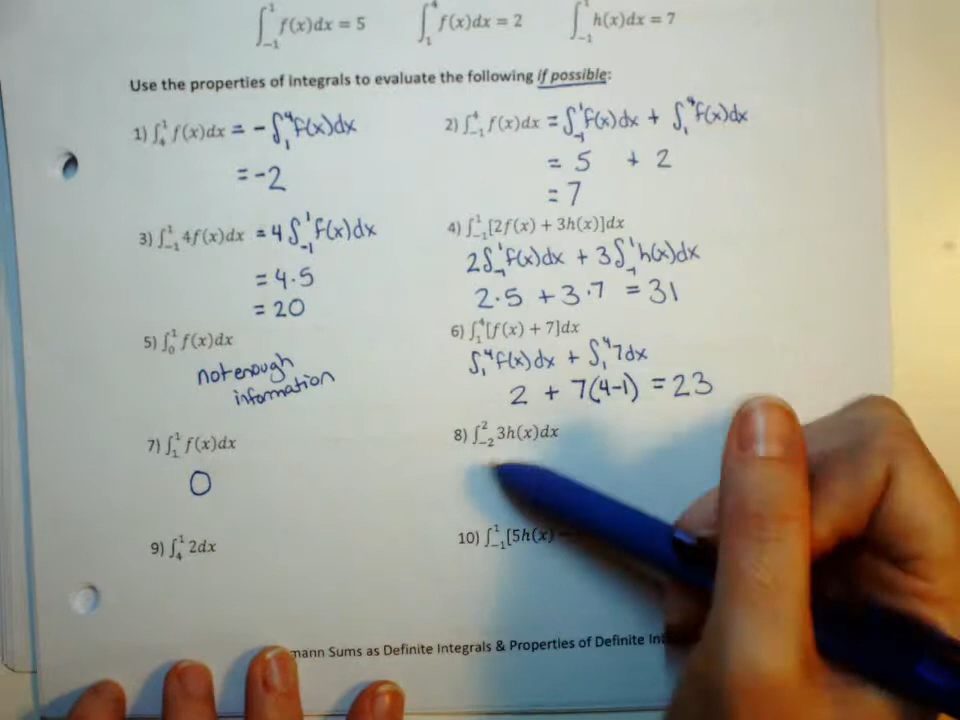 ∫₋₁¹ f(x)dx = 5 ∫₁⁴ f(x)dx = 2 ∫₋₁¹ h(x)dx = 7
Use the properties of integrals to evaluate the following if possible:
1) ∫₄¹ f(x)dx = -∫₁⁴ f(x)dx
= -2
2) ∫₋₁⁴ f(x)dx = ∫₋₁¹ f(x)dx + ∫₁⁴ f(x)dx
= 5 + 2
= 7
3) ∫₋₁¹ 4f(x)dx = 4∫₋₁¹ f(x)dx
= 4·5
= 20
4) ∫₋₁¹ [2f(x) + 3h(x)]dx
2∫₋₁¹ f(x)dx + 3∫₋₁¹ h(x)dx
2·5 + 3·7 = 31
5) ∫₀¹ f(x)dx
not enough
information
6) ∫₁⁴ [f(x) + 7]dx
∫₁⁴ f(x)dx + ∫₁⁴ 7dx
2 + 7(4-1) = 23
7) ∫₁¹ f(x)dx
0
8) ∫₋₂² 3h(x)dx
9) ∫₄¹ 2dx
10) ∫₋₁¹ [5h(x)
Sums as Definite Integrals & Properties of Definite